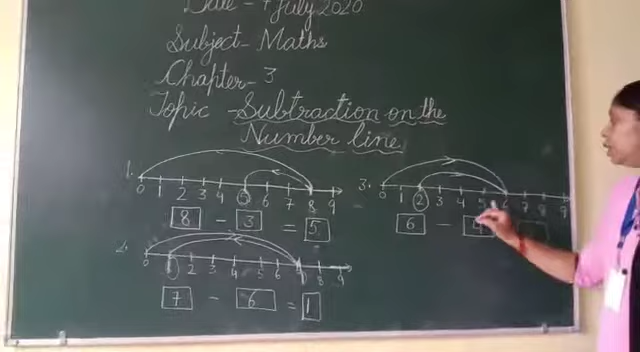 Date - 7 July 2020
Subject - Maths
Chapter - 3
Topic - Subtraction on the
Number line
1.
0 1 2 3 4 5 6 7 8 9
8 - 3 = 5
2.
0 1 2 3 4 5 6 7 8 9
7 - 6 = 1
3.
0 1 2 3 4 5 6 7 8 9
6 - 4